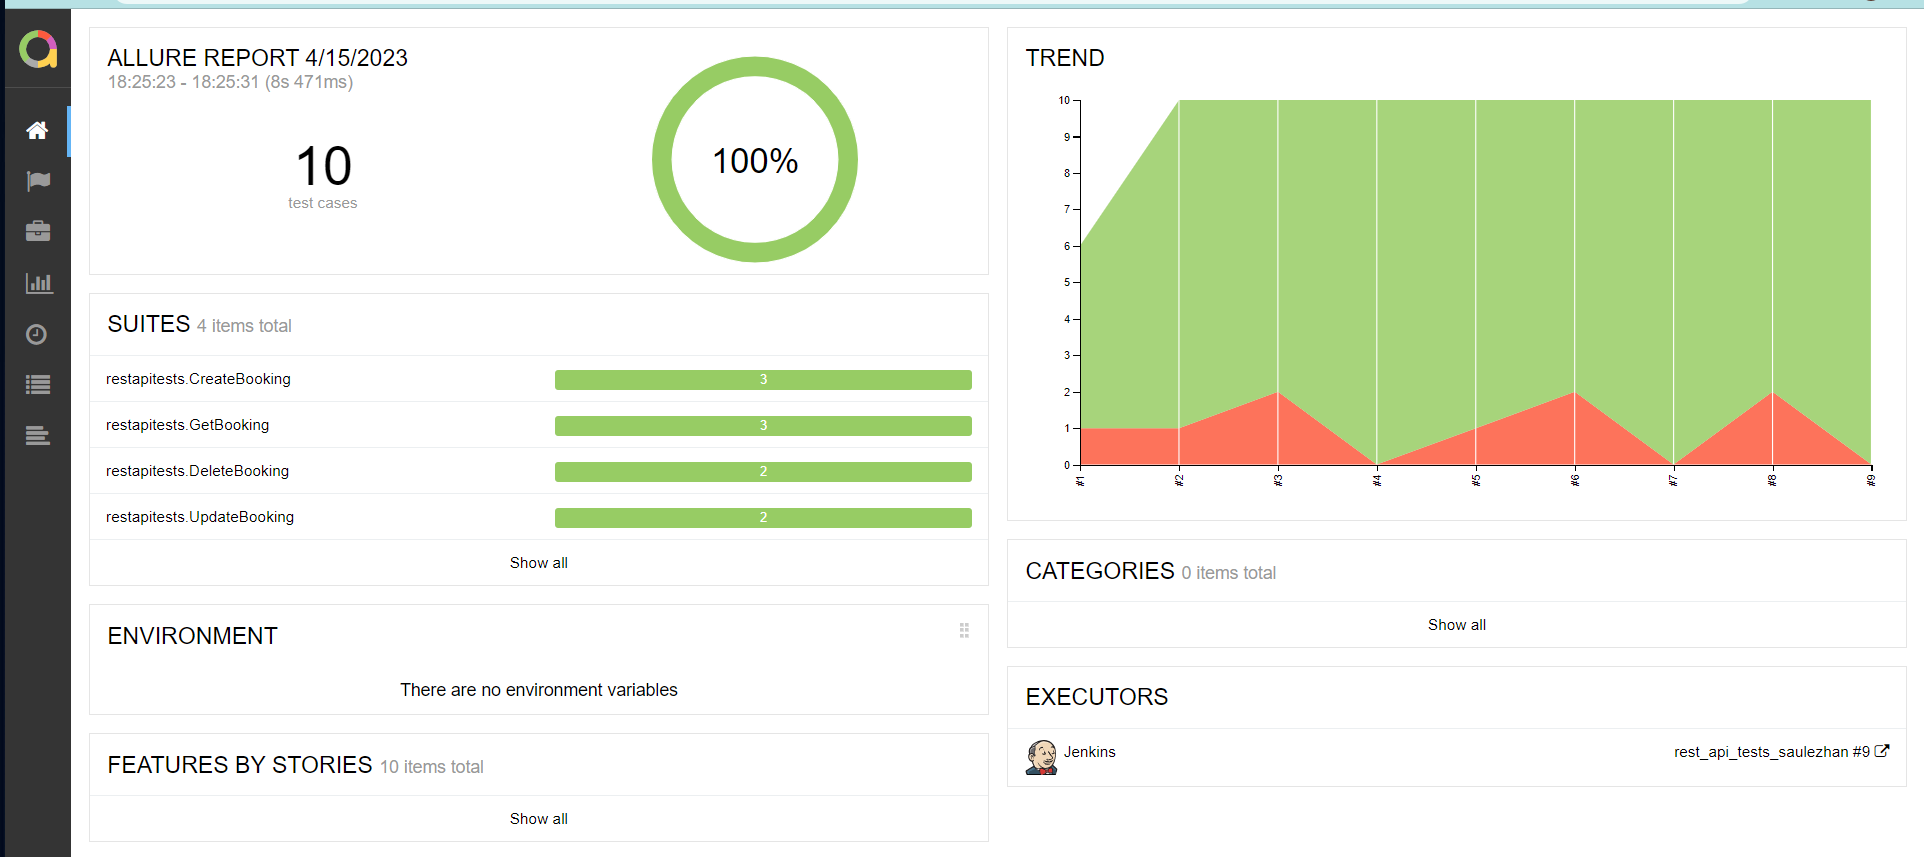 ALLURE REPORT 4/15/2023
18:25:23 - 18:25:31 (8s 471ms)
10
test cases
100%
SUITES 4 items total
restapitests.CreateBooking 3
restapitests.GetBooking 3
restapitests.DeleteBooking 2
restapitests.UpdateBooking 2
Show all
ENVIRONMENT
There are no environment variables
FEATURES BY STORIES 10 items total
Show all
TREND
10
9
8
7
6
5
4
3
2
1
0
#1 #2 #3 #4 #5 #6 #7 #8 #9
CATEGORIES 0 items total
Show all
EXECUTORS
Jenkins rest_api_tests_saulezhan #9